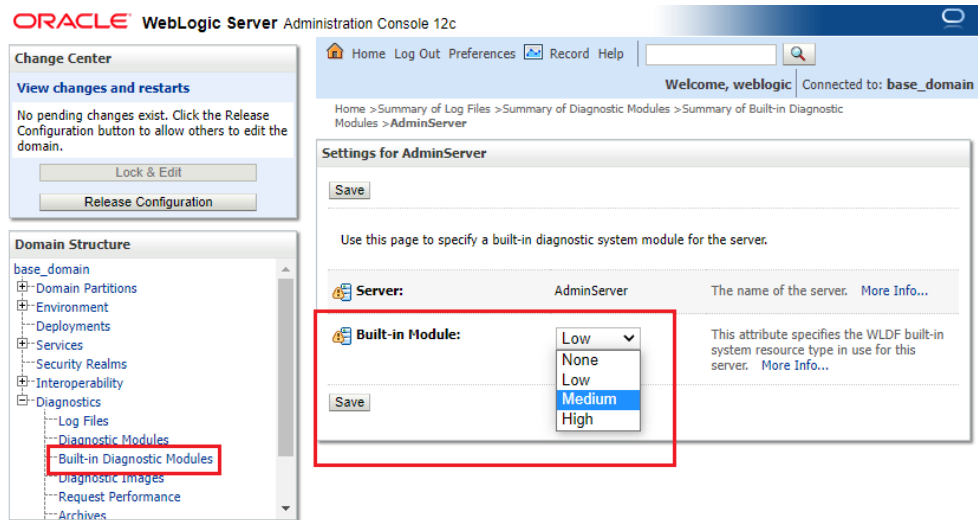 ORACLE WebLogic Server Administration Console 12c
Change Center
View changes and restarts
No pending changes exist. Click the Release
Configuration button to allow others to edit the
domain.
Lock & Edit
Release Configuration
Domain Structure
base_domain
Domain Partitions
Environment
Deployments
Services
Security Realms
Interoperability
Diagnostics
Log Files
Diagnostic Modules
Built-in Diagnostic Modules
Diagnostic Images
Request Performance
Archives
Home Log Out Preferences Record Help
Welcome, weblogic Connected to: base_domain
Home >Summary of Log Files >Summary of Diagnostic Modules >Summary of Built-in Diagnostic
Modules >AdminServer
Settings for AdminServer
Save
Use this page to specify a built-in diagnostic system module for the server.
Server: AdminServer The name of the server. More Info...
Built-in Module: Low This attribute specifies the WLDF built-in
system resource type in use for this
server. More Info...
None
Low
Medium
High
Save